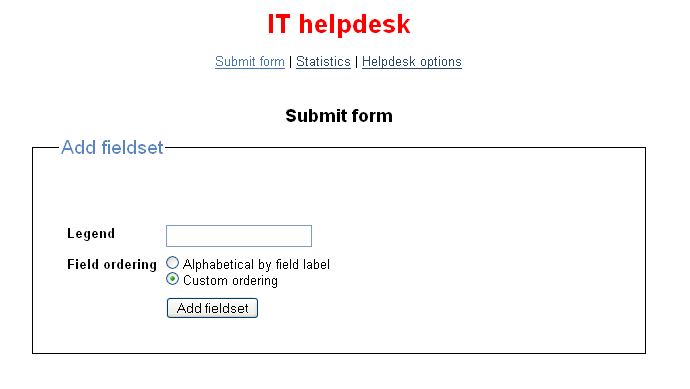 IT helpdesk
Submit form | Statistics | Helpdesk options
Submit form
Add fieldset
Legend
Field ordering Alphabetical by field label
Custom ordering
Add fieldset